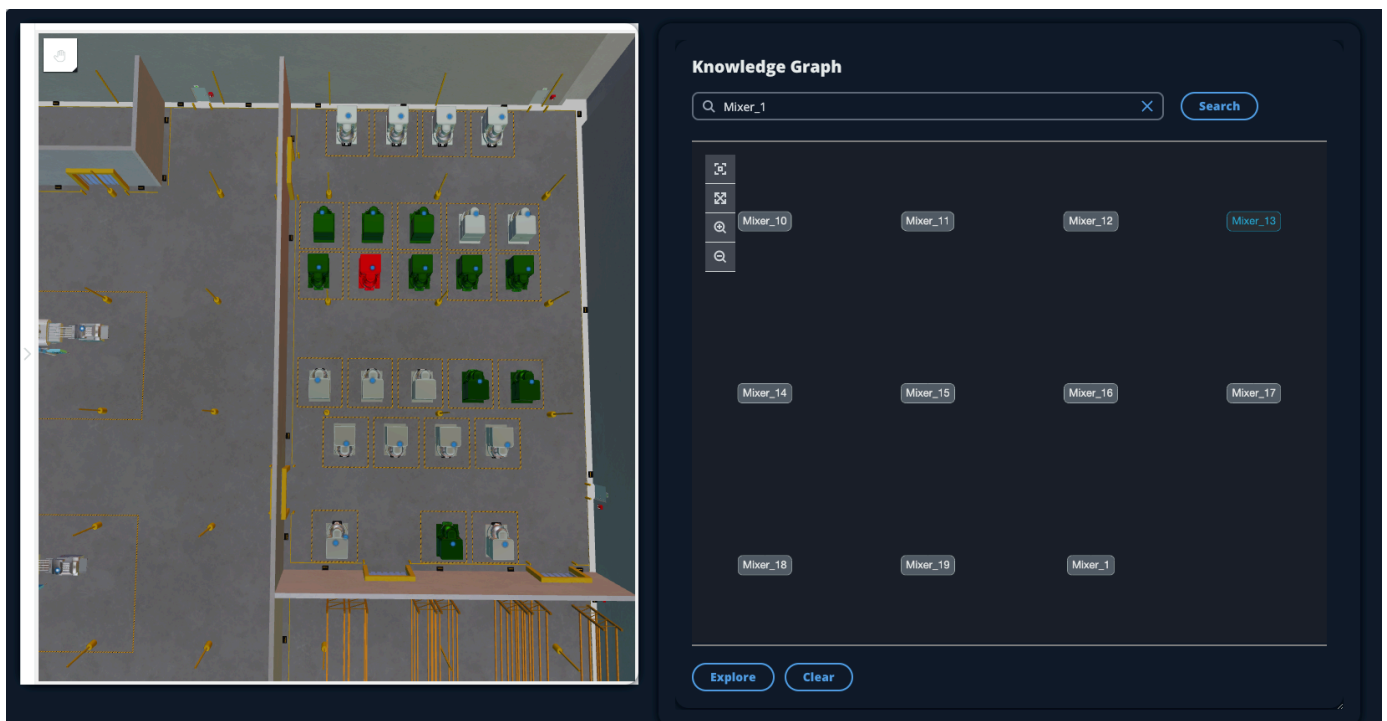 Knowledge Graph
Mixer_1
Search
Mixer_10
Mixer_11
Mixer_12
Mixer_13
Mixer_14
Mixer_15
Mixer_16
Mixer_17
Mixer_18
Mixer_19
Mixer_1
Explore
Clear